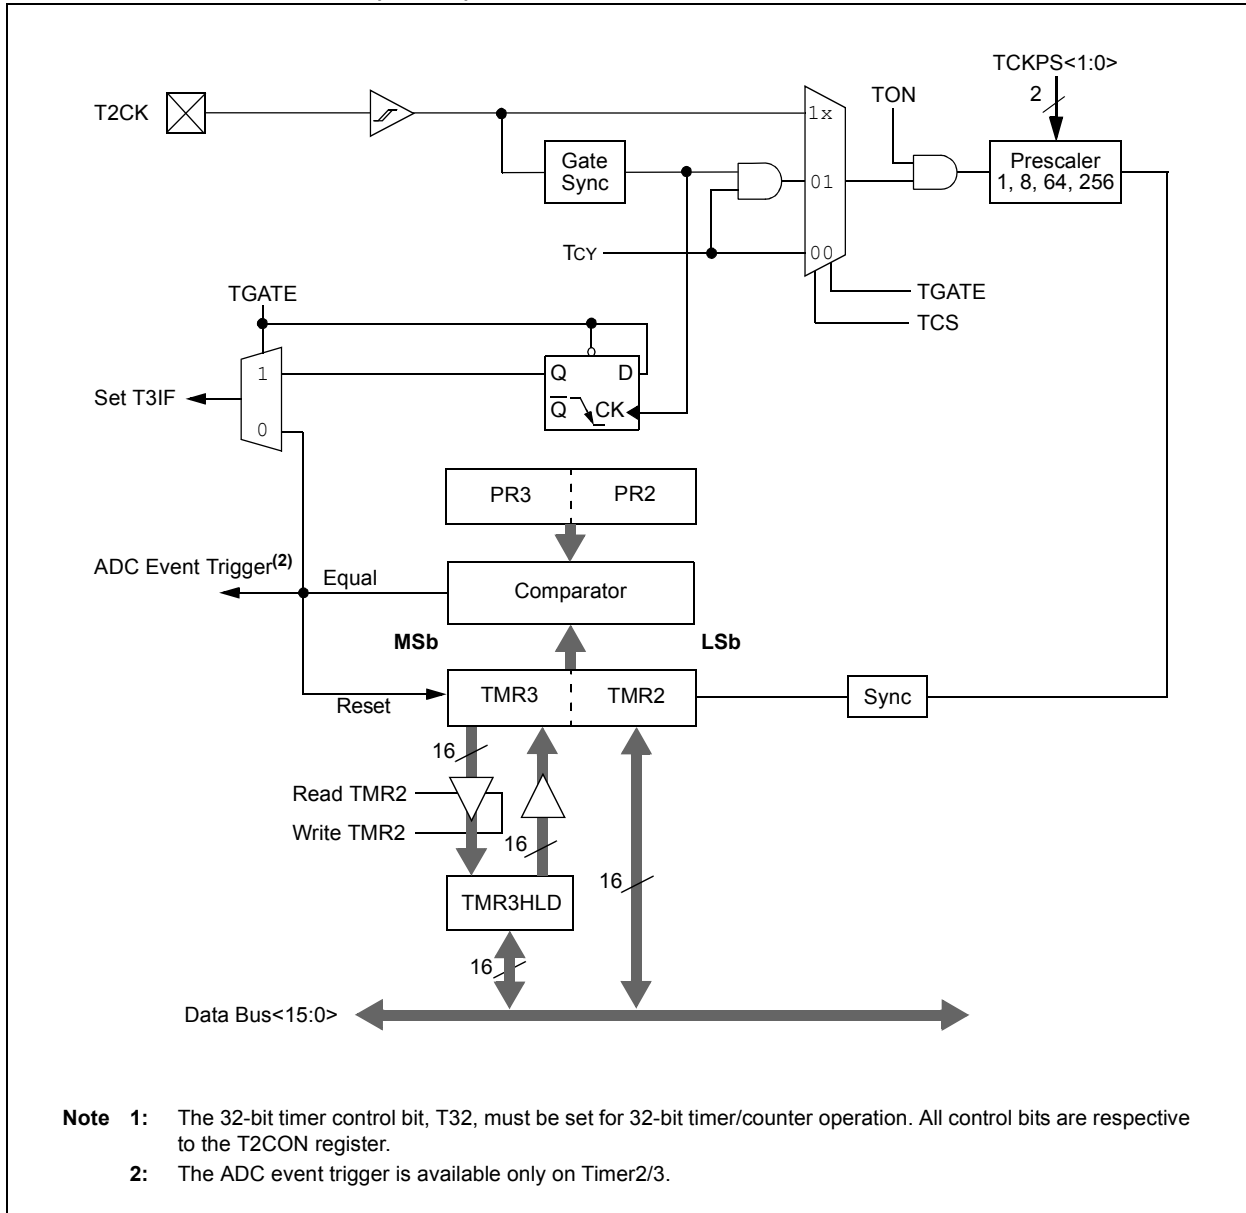 TCKPS<1:0>
2
TON
T2CK
1x
Gate
Sync
Prescaler
1, 8, 64, 256
01
TCY
00
TGATE
TCS
TGATE
1
Q
D
Set T3IF
Q
CK
0
PR3
PR2
ADC Event Trigger(2)
Equal
Comparator
MSb
LSb
TMR3
TMR2
Sync
Reset
16
Read TMR2
Write TMR2
16
16
TMR3HLD
16
Data Bus<15:0>
Note 1: The 32-bit timer control bit, T32, must be set for 32-bit timer/counter operation. All control bits are respective
to the T2CON register.
2: The ADC event trigger is available only on Timer2/3.